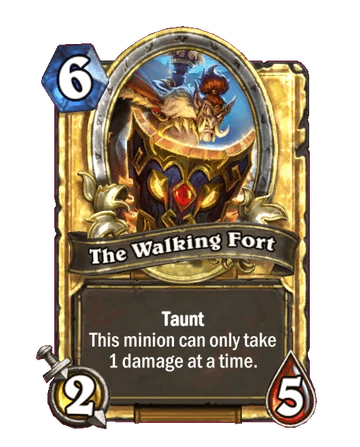 6
The Walking Fort
Taunt
This minion can only take
1 damage at a time.
2
5